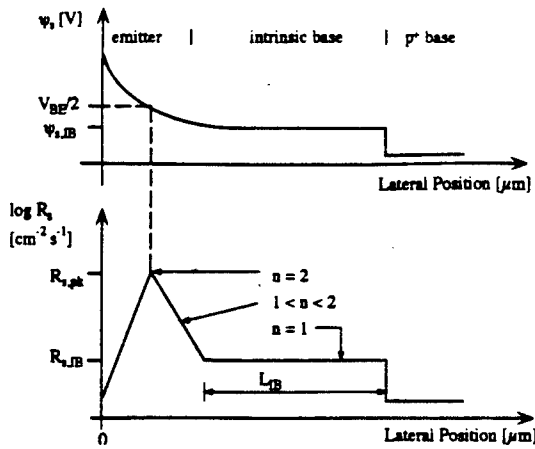 ψs [V]
emitter | intrinsic base | p+ base
VBE/2
ψs,IB
Lateral Position [μm]
log Rs
[cm-2 s-1]
Rs,pk
n = 2
1 < n < 2
n = 1
Rs,IB
LIB
0
Lateral Position [μm]